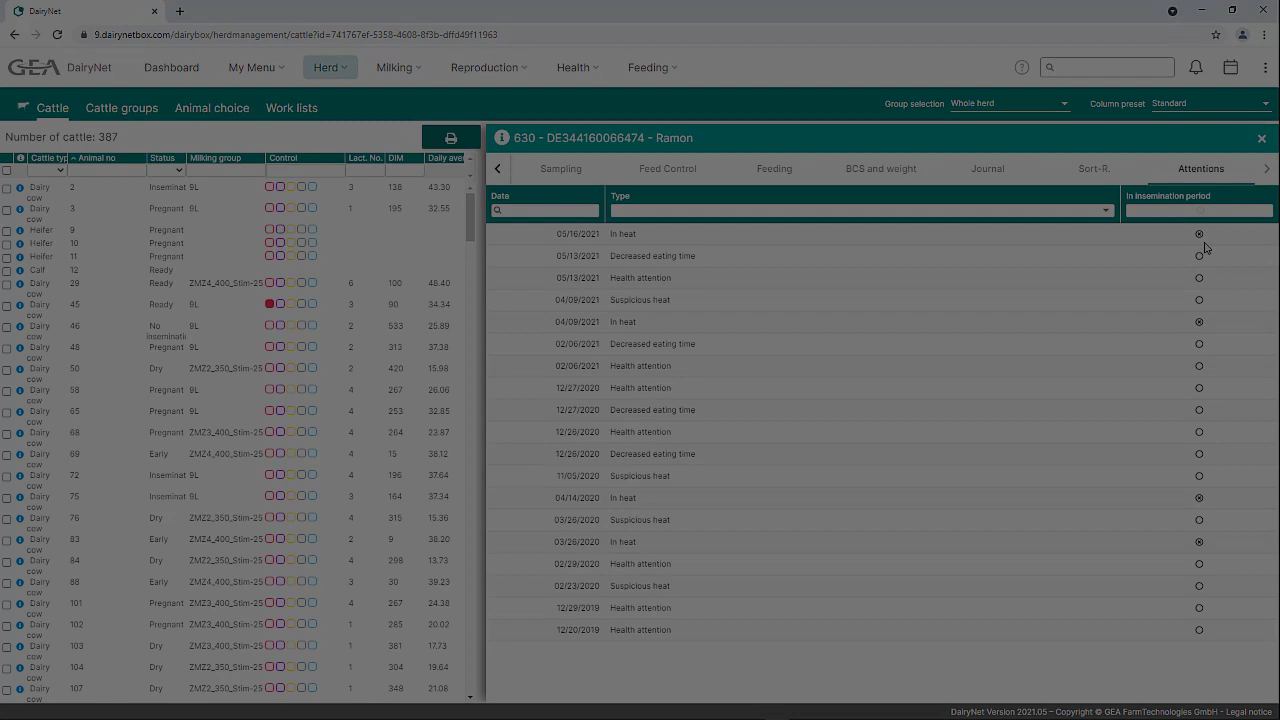 DairyNet
9.dairynetbox.com/dairybox/herdmanagement/cattle?id=741767ef-5358-4608-8f3b-dffd49f11963
GEA DairyNet Dashboard My Menu Herd Milking Reproduction Health Feeding
Cattle Cattle groups Animal choice Work lists Group selection Whole herd Column preset Standard
Number of cattle: 387
630 - DE344160066474 - Ramon
Sampling Feed Control Feeding BCS and weight Journal Sort-R. Attentions
Cattle typ Animal no Status Milking group Control Lact. No. DIM Daily aver
Dairy cow 2 Inseminat 9L 3 138 43.30
Dairy cow 3 Pregnant 9L 1 195 32.55
Heifer 9 Pregnant
Heifer 10 Pregnant
Heifer 11 Pregnant
Calf 12 Ready
Dairy cow 29 Ready ZMZ4_400_Stim-25 6 100 48.40
Dairy cow 45 Ready 9L 3 90 34.34
Dairy cow 46 No inseminatio 9L 2 533 25.89
Dairy cow 48 Pregnant 9L 2 313 37.38
Dairy cow 50 Dry ZMZ2_350_Stim-25 2 420 15.98
Dairy cow 58 Pregnant 9L 4 267 26.06
Dairy cow 65 Pregnant 9L 4 253 32.85
Dairy cow 68 Pregnant ZMZ3_400_Stim-25 4 264 23.87
Dairy cow 69 Early ZMZ4_400_Stim-25 4 15 38.12
Dairy cow 72 Inseminat 9L 4 196 37.64
Dairy cow 75 Inseminat 9L 3 164 37.34
Dairy cow 76 Dry ZMZ2_350_Stim-25 4 315 15.36
Dairy cow 83 Early ZMZ4_400_Stim-25 2 9 38.20
Dairy cow 84 Dry ZMZ2_350_Stim-25 4 298 13.73
Dairy cow 88 Early ZMZ4_400_Stim-25 3 30 39.23
Dairy cow 101 Pregnant ZMZ3_400_Stim-25 4 267 24.38
Dairy cow 102 Pregnant ZMZ3_400_Stim-25 1 285 20.02
Dairy cow 103 Dry ZMZ3_400_Stim-25 1 361 17.73
Dairy cow 104 Dry ZMZ2_350_Stim-25 1 304 19.64
Dairy cow 107 Dry ZMZ2_350_Stim-25 1 348 21.08
Date Type In insemination period
05/16/2021 In heat
05/13/2021 Decreased eating time
05/13/2021 Health attention
04/09/2021 Suspicious heat
04/09/2021 In heat
02/06/2021 Decreased eating time
02/06/2021 Health attention
12/27/2020 Health attention
12/27/2020 Decreased eating time
12/26/2020 Health attention
12/26/2020 Decreased eating time
11/05/2020 Suspicious heat
04/14/2020 In heat
03/26/2020 Suspicious heat
03/26/2020 In heat
02/29/2020 Health attention
02/23/2020 Suspicious heat
12/29/2019 Health attention
12/20/2019 Health attention
DairyNet Version 2021.05 – Copyright © GEA FarmTechnologies GmbH - Legal notice